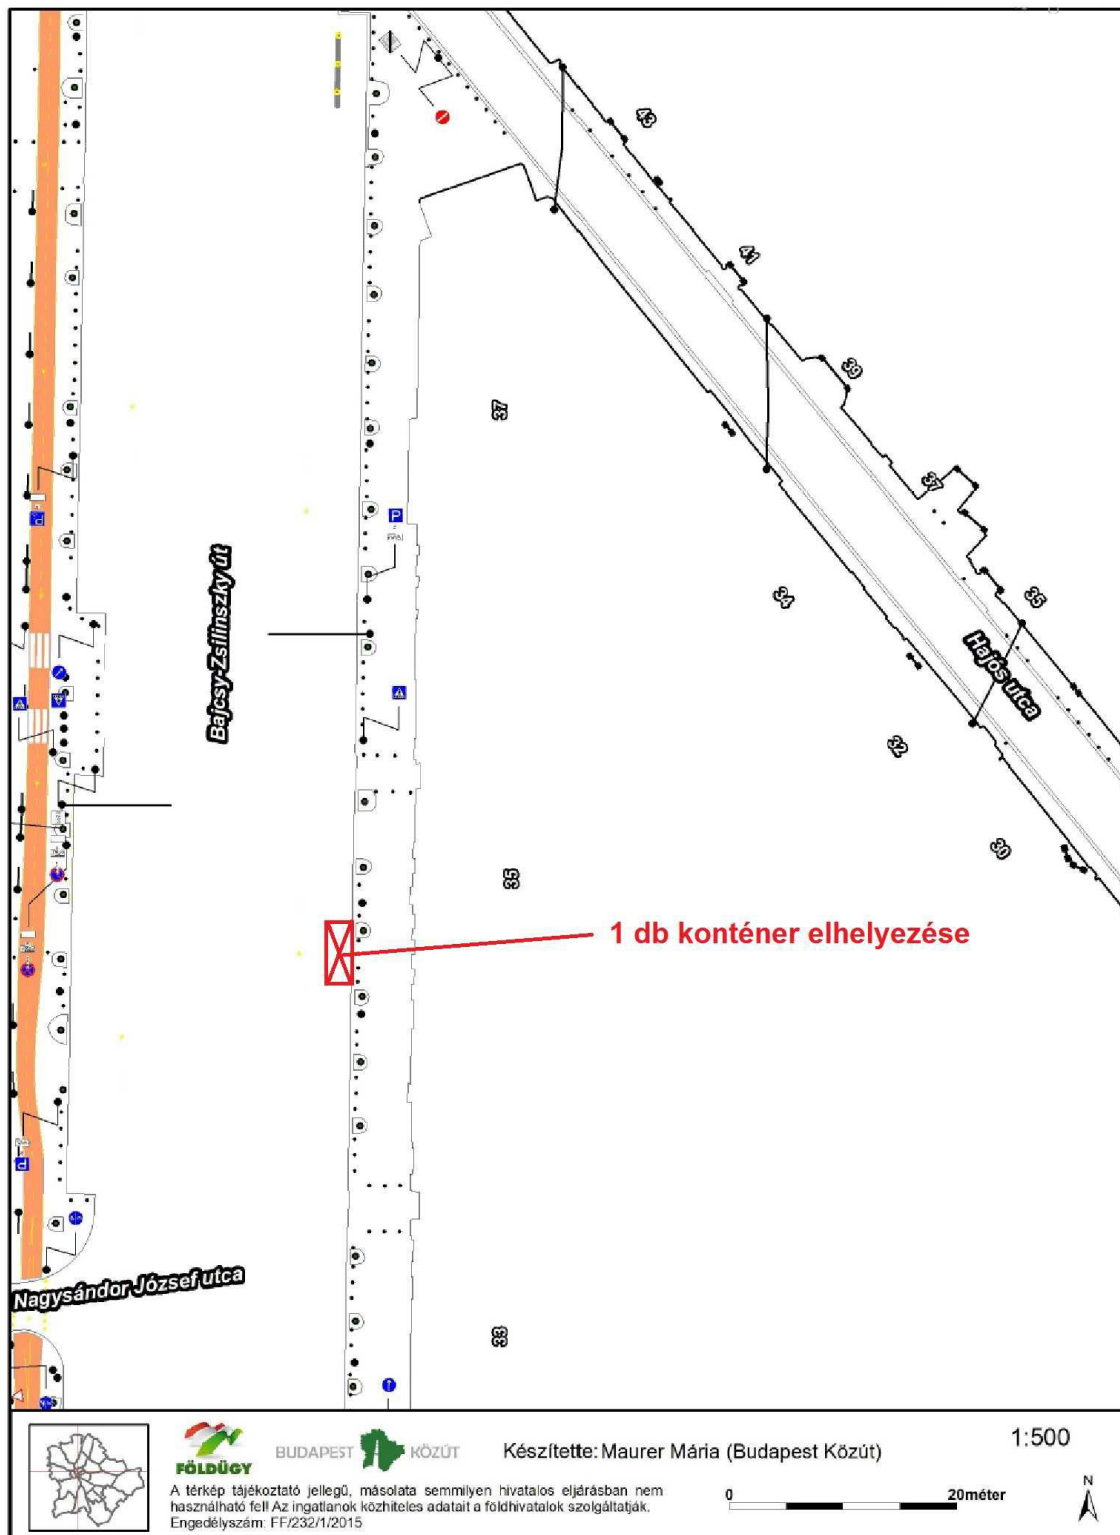 43
41
39
37
37
P
34
35
Bajcsy-Zsilinszky út
Hajós utca
32
30
35
1 db konténer elhelyezése
P
Nagysándor József utca
33
FÖLDÜGY
BUDAPEST KÖZÚT
Készítette: Maurer Mária (Budapest Közút)
1:500
A térkép tájékoztató jellegű, másolata semmilyen hivatalos eljárásban nem
használható fel! Az ingatlanok közhiteles adatait a földhivatalok szolgáltatják.
Engedélyszám: FF/232/1/2015
0 20méter
N